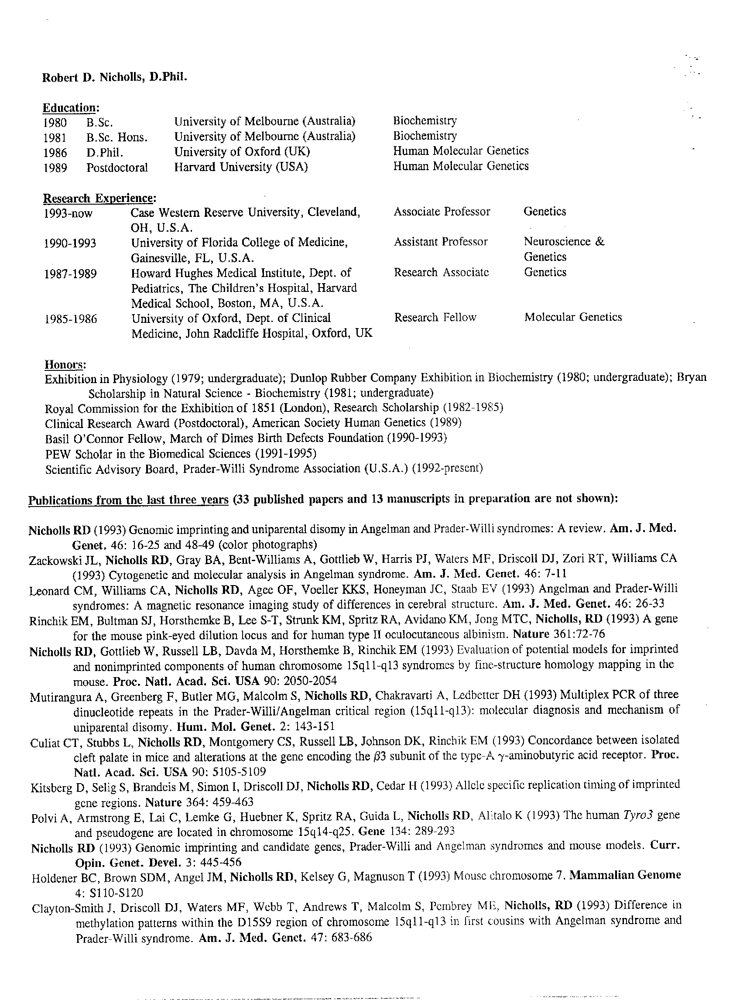 Robert D. Nicholls, D.Phil.
Education:
1980 B.Sc. University of Melbourne (Australia) Biochemistry
1981 B.Sc. Hons. University of Melbourne (Australia) Biochemistry
1986 D.Phil. University of Oxford (UK) Human Molecular Genetics
1989 Postdoctoral Harvard University (USA) Human Molecular Genetics
Research Experience:
1993-now Case Western Reserve University, Cleveland, Associate Professor Genetics
OH, U.S.A.
1990-1993 University of Florida College of Medicine, Assistant Professor Neuroscience &
Gainesville, FL, U.S.A. Genetics
1987-1989 Howard Hughes Medical Institute, Dept. of Research Associate Genetics
Pediatrics, The Children's Hospital, Harvard
Medical School, Boston, MA, U.S.A.
1985-1986 University of Oxford, Dept. of Clinical Research Fellow Molecular Genetics
Medicine, John Radcliffe Hospital, Oxford, UK
Honors:
Exhibition in Physiology (1979; undergraduate); Dunlop Rubber Company Exhibition in Biochemistry (1980; undergraduate); Bryan
Scholarship in Natural Science - Biochemistry (1981; undergraduate)
Royal Commission for the Exhibition of 1851 (London), Research Scholarship (1982-1985)
Clinical Research Award (Postdoctoral), American Society Human Genetics (1989)
Basil O'Connor Fellow, March of Dimes Birth Defects Foundation (1990-1993)
PEW Scholar in the Biomedical Sciences (1991-1995)
Scientific Advisory Board, Prader-Willi Syndrome Association (U.S.A.) (1992-present)
Publications from the last three years (33 published papers and 13 manuscripts in preparation are not shown):
Nicholls RD (1993) Genomic imprinting and uniparental disomy in Angelman and Prader-Willi syndromes: A review. Am. J. Med.
Genet. 46: 16-25 and 48-49 (color photographs)
Zackowski JL, Nicholls RD, Gray BA, Bent-Williams A, Gottlieb W, Harris PJ, Waters MF, Driscoll DJ, Zori RT, Williams CA
(1993) Cytogenetic and molecular analysis in Angelman syndrome. Am. J. Med. Genet. 46: 7-11
Leonard CM, Williams CA, Nicholls RD, Agee OF, Voeller KKS, Honeyman JC, Staab EV (1993) Angelman and Prader-Willi
syndromes: A magnetic resonance imaging study of differences in cerebral structure. Am. J. Med. Genet. 46: 26-33
Rinchik EM, Bultman SJ, Horsthemke B, Lee S-T, Strunk KM, Spritz RA, Avidano KM, Jong MTC, Nicholls, RD (1993) A gene
for the mouse pink-eyed dilution locus and for human type II oculocutaneous albinism. Nature 361:72-76
Nicholls RD, Gottlieb W, Russell LB, Davda M, Horsthemke B, Rinchik EM (1993) Evaluation of potential models for imprinted
and nonimprinted components of human chromosome 15q11-q13 syndromes by fine-structure homology mapping in the
mouse. Proc. Natl. Acad. Sci. USA 90: 2050-2054
Mutirangura A, Greenberg F, Butler MG, Malcolm S, Nicholls RD, Chakravarti A, Ledbetter DH (1993) Multiplex PCR of three
dinucleotide repeats in the Prader-Willi/Angelman critical region (15q11-q13): molecular diagnosis and mechanism of
uniparental disomy. Hum. Mol. Genet. 2: 143-151
Culiat CT, Stubbs L, Nicholls RD, Montgomery CS, Russell LB, Johnson DK, Rinchik EM (1993) Concordance between isolated
cleft palate in mice and alterations at the gene encoding the β3 subunit of the type-A γ-aminobutyric acid receptor. Proc.
Natl. Acad. Sci. USA 90: 5105-5109
Kitsberg D, Selig S, Brandeis M, Simon I, Driscoll DJ, Nicholls RD, Cedar H (1993) Allele specific replication timing of imprinted
gene regions. Nature 364: 459-463
Polvi A, Armstrong E, Lai C, Lemke G, Huebner K, Spritz RA, Guida L, Nicholls RD, Alitalo K (1993) The human Tyro3 gene
and pseudogene are located in chromosome 15q14-q25. Gene 134: 289-293
Nicholls RD (1993) Genomic imprinting and candidate genes, Prader-Willi and Angelman syndromes and mouse models. Curr.
Opin. Genet. Devel. 3: 445-456
Holdener BC, Brown SDM, Angel JM, Nicholls RD, Kelsey G, Magnuson T (1993) Mouse chromosome 7. Mammalian Genome
4: S110-S120
Clayton-Smith J, Driscoll DJ, Waters MF, Webb T, Andrews T, Malcolm S, Pembrey ME, Nicholls, RD (1993) Difference in
methylation patterns within the D15S9 region of chromosome 15q11-q13 in first cousins with Angelman syndrome and
Prader-Willi syndrome. Am. J. Med. Genet. 47: 683-686